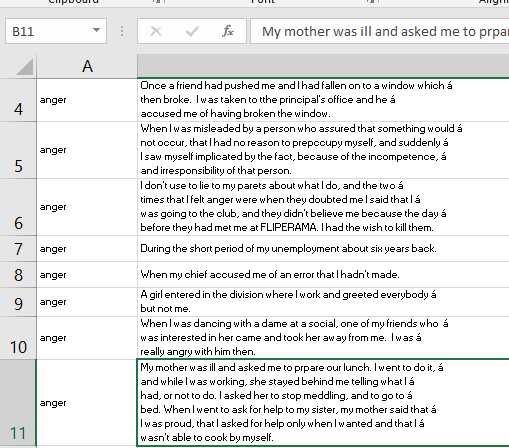 Clipboard
Font
Alignm
B11
fx
My mother was ill and asked me to prpar
A
4
anger
Once a friend had pushed me and I had fallen on to a window which á
then broke. I was taken to tthe principal's office and he á
accused me of having broken the window.
5
anger
When I was misleaded by a person who assured that something would á
not occur, that I had no reason to prepccupy myself, and suddenly á
I saw myself implicated by the fact, because of the incompetence, á
and irresponsibility of that person.
6
anger
I don't use to lie to my parets about what I do, and the two á
times that I felt anger were when they doubted me I said that I á
was going to the club, and they didn't believe me because the day á
before they had met me at FLIPERAMA. I had the wish to kill them.
7
anger
During the short period of my unemployment about six years back.
8
anger
When my chief accused me of an error that I hadn't made.
9
anger
A girl entered in the division where I work and greeted everybody á
but not me.
10
anger
When I was dancing with a dame at a social, one of my friends who á
was interested in her came and took her away from me. I was á
really angry with him then.
11
anger
My mother was ill and asked me to prpare our lunch. I went to do it, á
and while I was working, she stayed behind me telling what I á
had, or not to do. I asked her to stop meddling, and to go to á
bed. When I went to ask for help to my sister, my mother said that á
I was proud, that I asked for help only when I wanted and that I á
wasn't able to cook by myself.